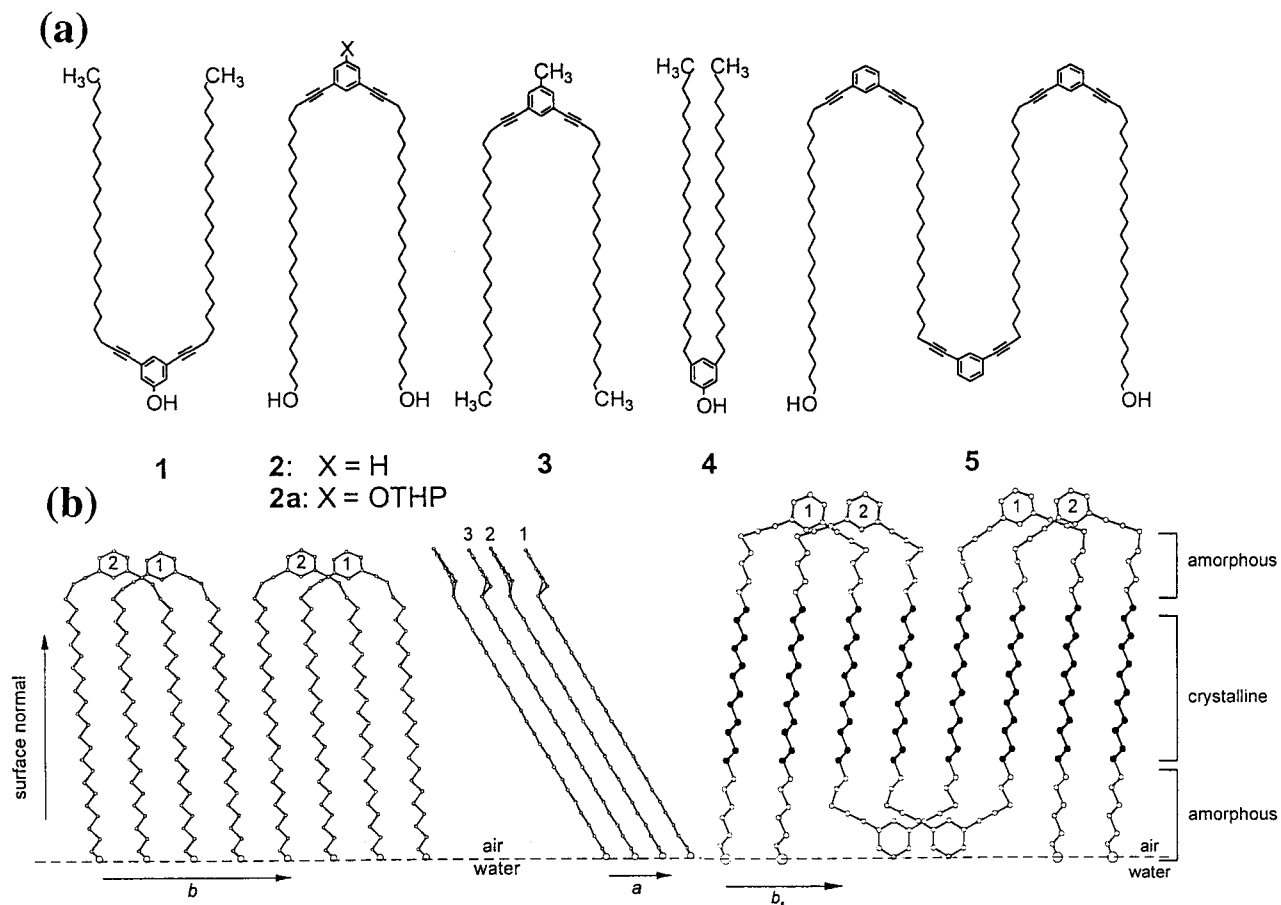 (a)
H₃C CH₃ X CH₃ H₃C CH₃
OH HO OH H₃C CH₃ OH HO OH
1 2: X = H 3 4 5
2a: X = OTHP
(b)
1 2 1 2
3 2 1
2 1 2 1
amorphous
crystalline
amorphous
surface normal
air air
water water
b a bs